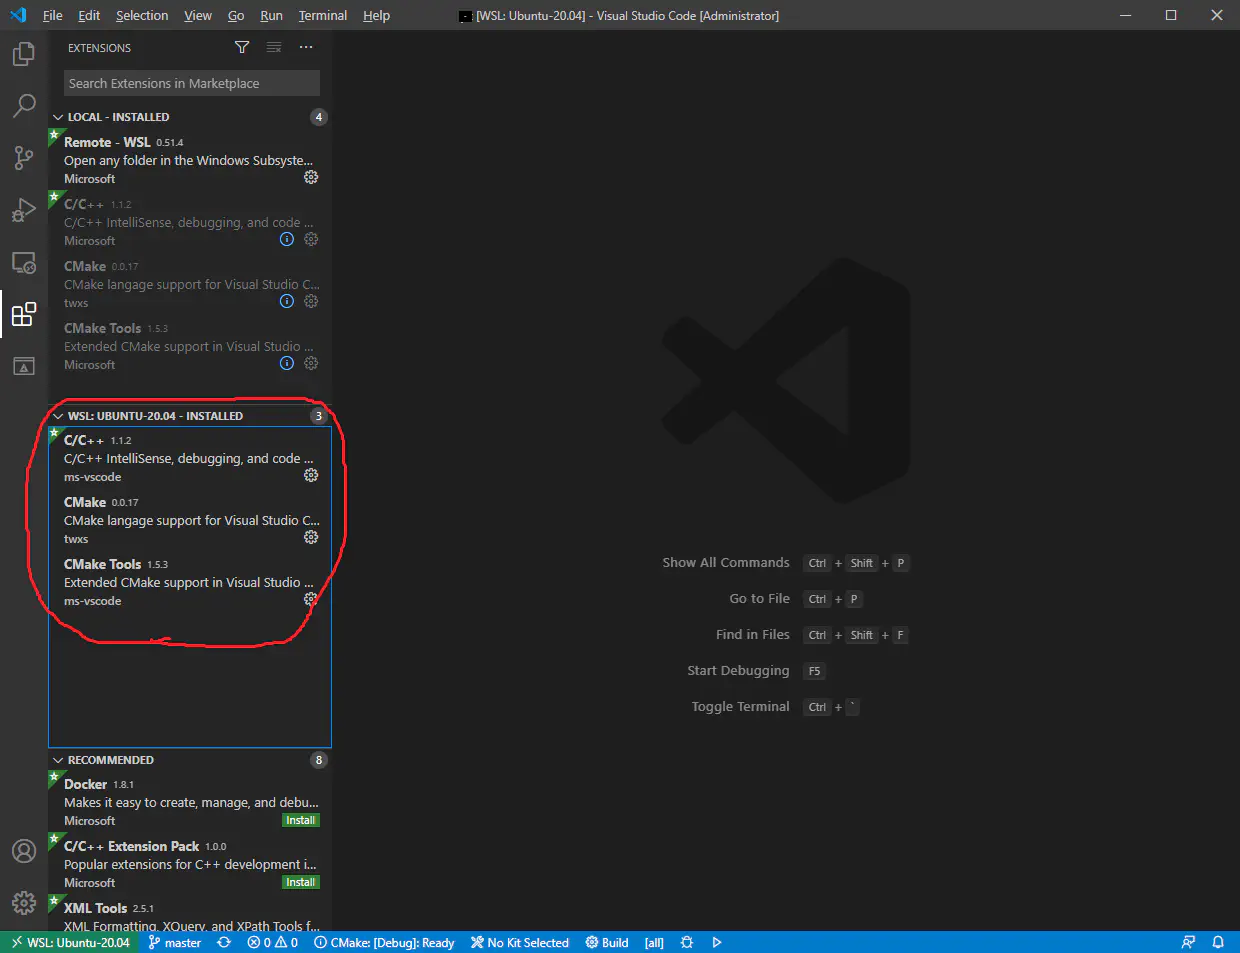 File Edit Selection View Go Run Terminal Help [WSL: Ubuntu-20.04] - Visual Studio Code [Administrator]
EXTENSIONS
Search Extensions in Marketplace
LOCAL - INSTALLED 4
Remote - WSL 0.51.4
Open any folder in the Windows Subsyste...
Microsoft
C/C++ 1.1.2
C/C++ IntelliSense, debugging, and code ...
Microsoft
CMake 0.0.17
CMake langage support for Visual Studio C...
twxs
CMake Tools 1.5.3
Extended CMake support in Visual Studio ...
Microsoft
WSL: UBUNTU-20.04 - INSTALLED 3
C/C++ 1.1.2
C/C++ IntelliSense, debugging, and code ...
ms-vscode
CMake 0.0.17
CMake langage support for Visual Studio C...
twxs
CMake Tools 1.5.3
Extended CMake support in Visual Studio ...
ms-vscode
Show All Commands Ctrl + Shift + P
Go to File Ctrl + P
Find in Files Ctrl + Shift + F
Start Debugging F5
Toggle Terminal Ctrl + `
RECOMMENDED 8
Docker 1.8.1
Makes it easy to create, manage, and debu...
Microsoft Install
C/C++ Extension Pack 1.0.0
Popular extensions for C++ development i...
Microsoft Install
XML Tools 2.5.1
XML Formatting, XQuery, and XPath Tools f...
WSL: Ubuntu-20.04 master 0 0 CMake: [Debug]: Ready No Kit Selected Build [all]